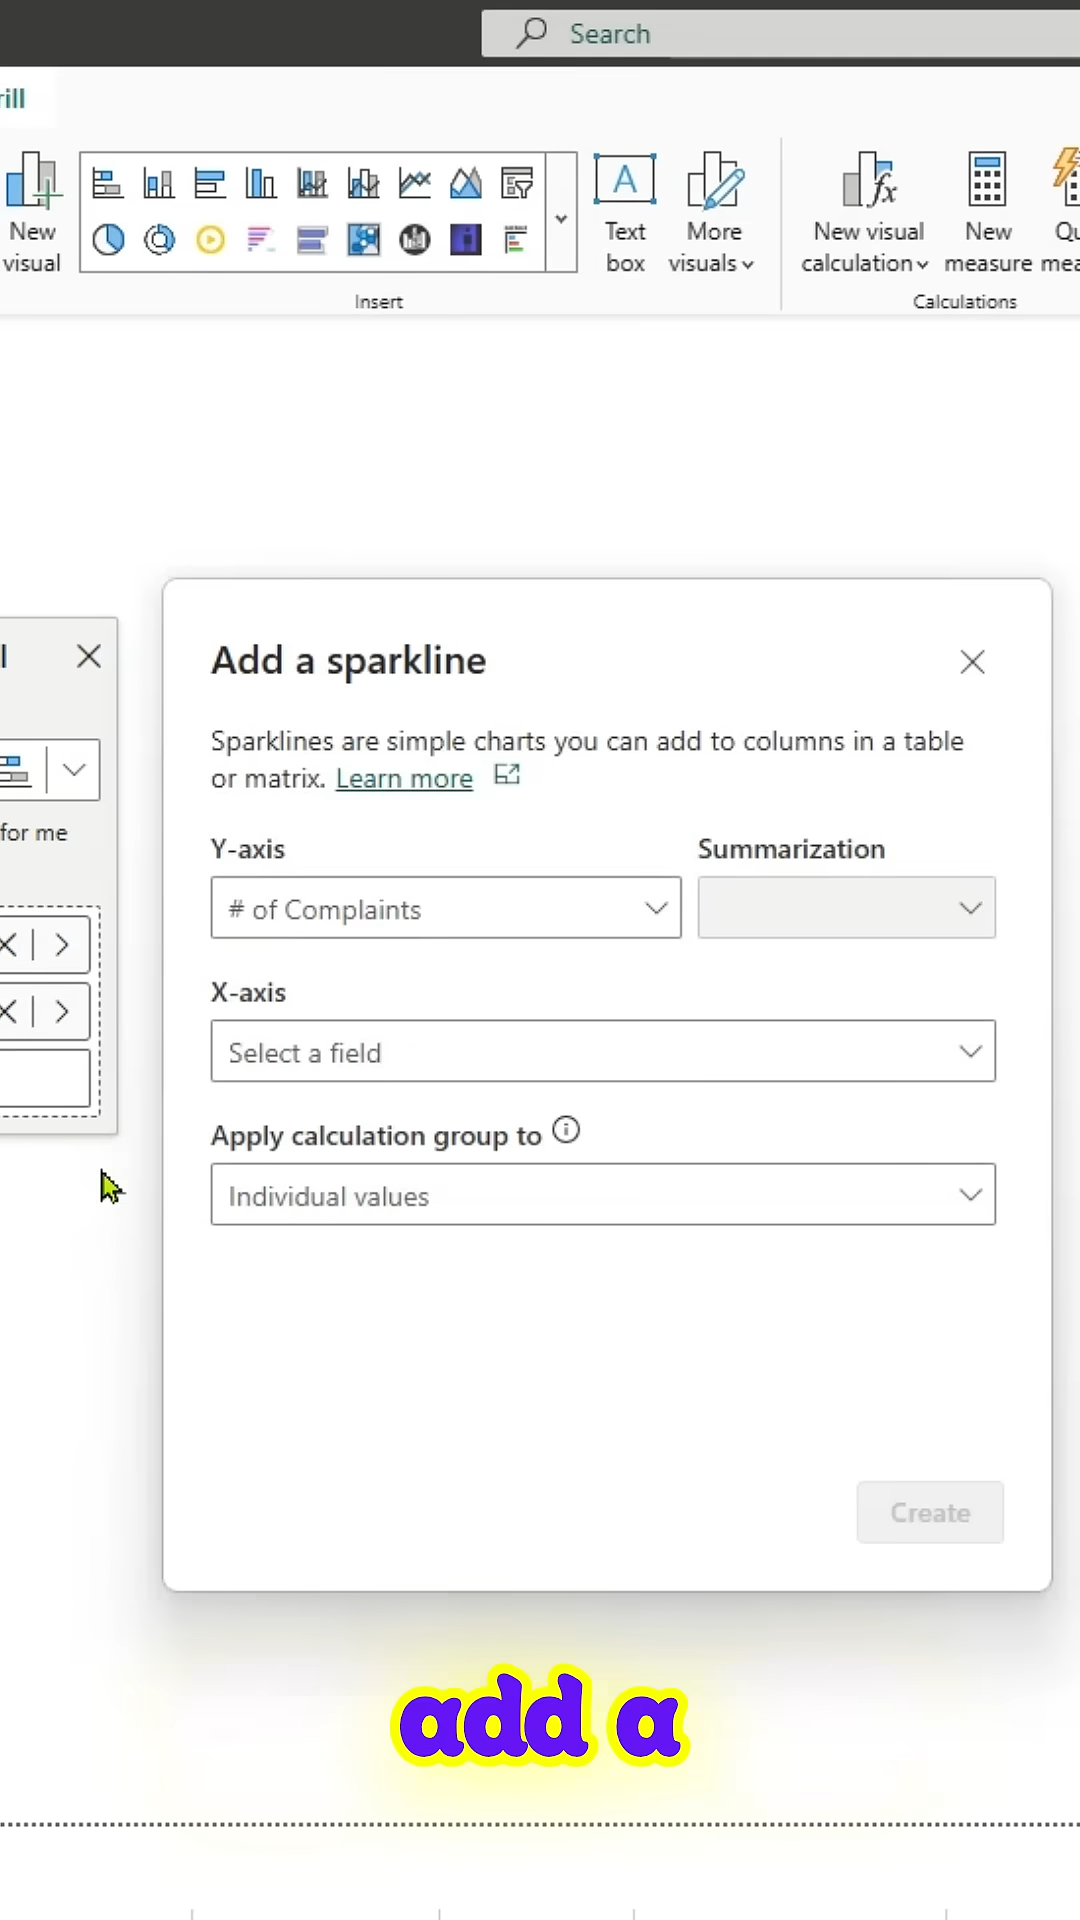 Search
rill
New
visual
Text
box
More
visuals
New visual
calculation
New
measure
Qu
mea
Insert
Calculations
Add a sparkline
Sparklines are simple charts you can add to columns in a table
or matrix. Learn more
for me
Y-axis
Summarization
# of Complaints
X-axis
Select a field
Apply calculation group to
Individual values
Create
add a